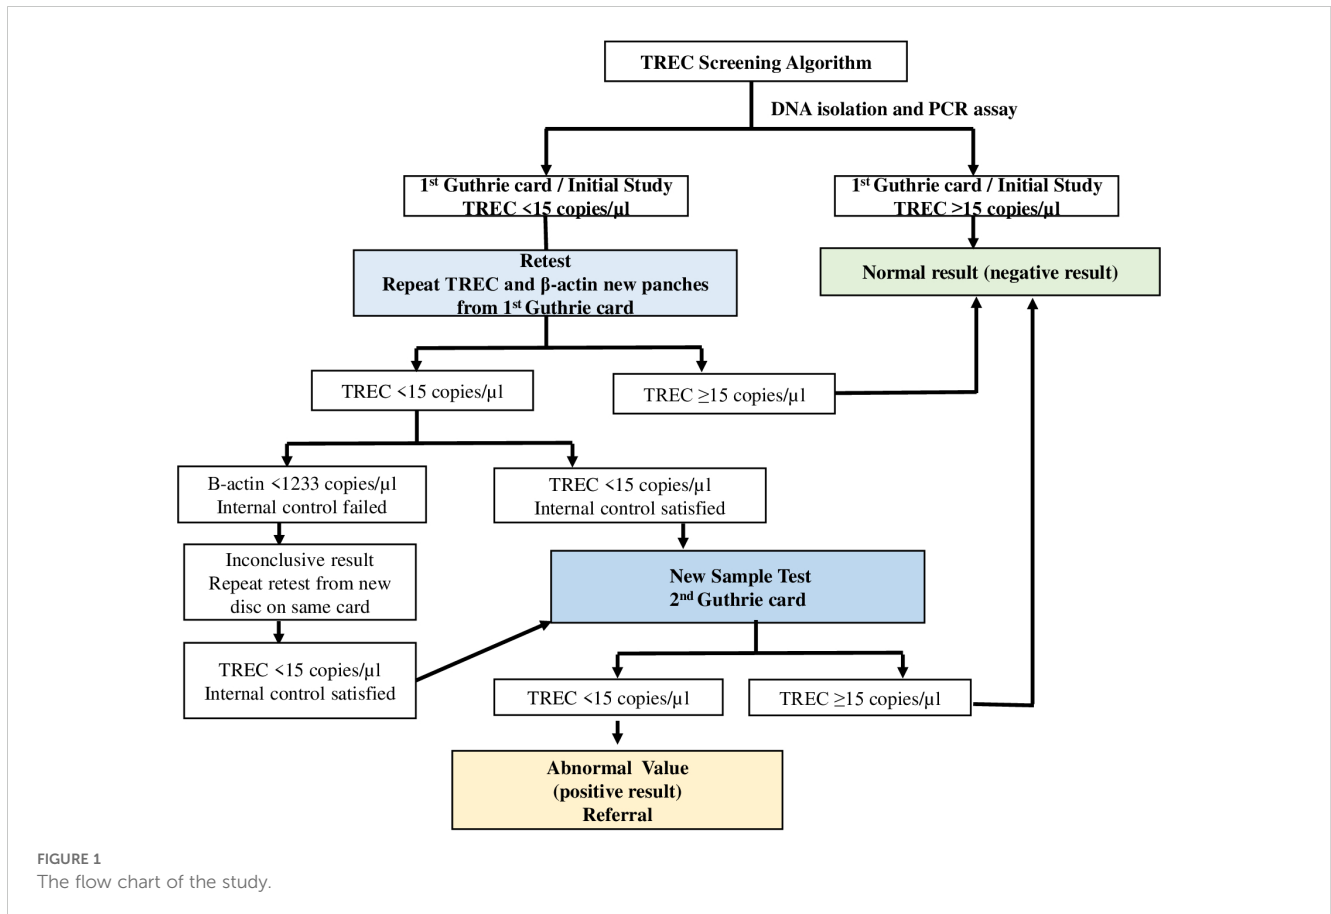 TREC Screening Algorithm
DNA isolation and PCR assay
1st Guthrie card / Initial Study
TREC <15 copies/µl
1st Guthrie card / Initial Study
TREC >15 copies/µl
Retest
Repeat TREC and β-actin new panches
from 1st Guthrie card
Normal result (negative result)
TREC <15 copies/µl
TREC ≥15 copies/µl
B-actin <1233 copies/µl
Internal control failed
TREC <15 copies/µl
Internal control satisfied
Inconclusive result
Repeat retest from new
disc on same card
New Sample Test
2nd Guthrie card
TREC <15 copies/µl
Internal control satisfied
TREC <15 copies/µl
TREC ≥15 copies/µl
Abnormal Value
(positive result)
Referral
FIGURE 1
The flow chart of the study.